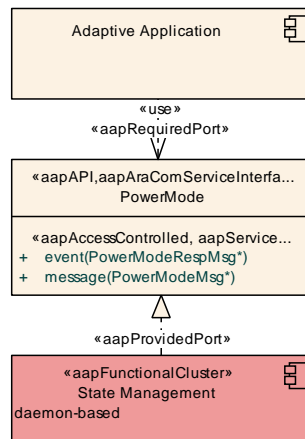 Adaptive Application
«use»
«aapRequiredPort»
«aapAPI,aapAraComServiceInterfa...
PowerMode
«aapAccessControlled, aapService...
+ event(PowerModeRespMsg*)
+ message(PowerModeMsg*)
«aapProvidedPort»
«aapFunctionalCluster»
State Management
daemon-based